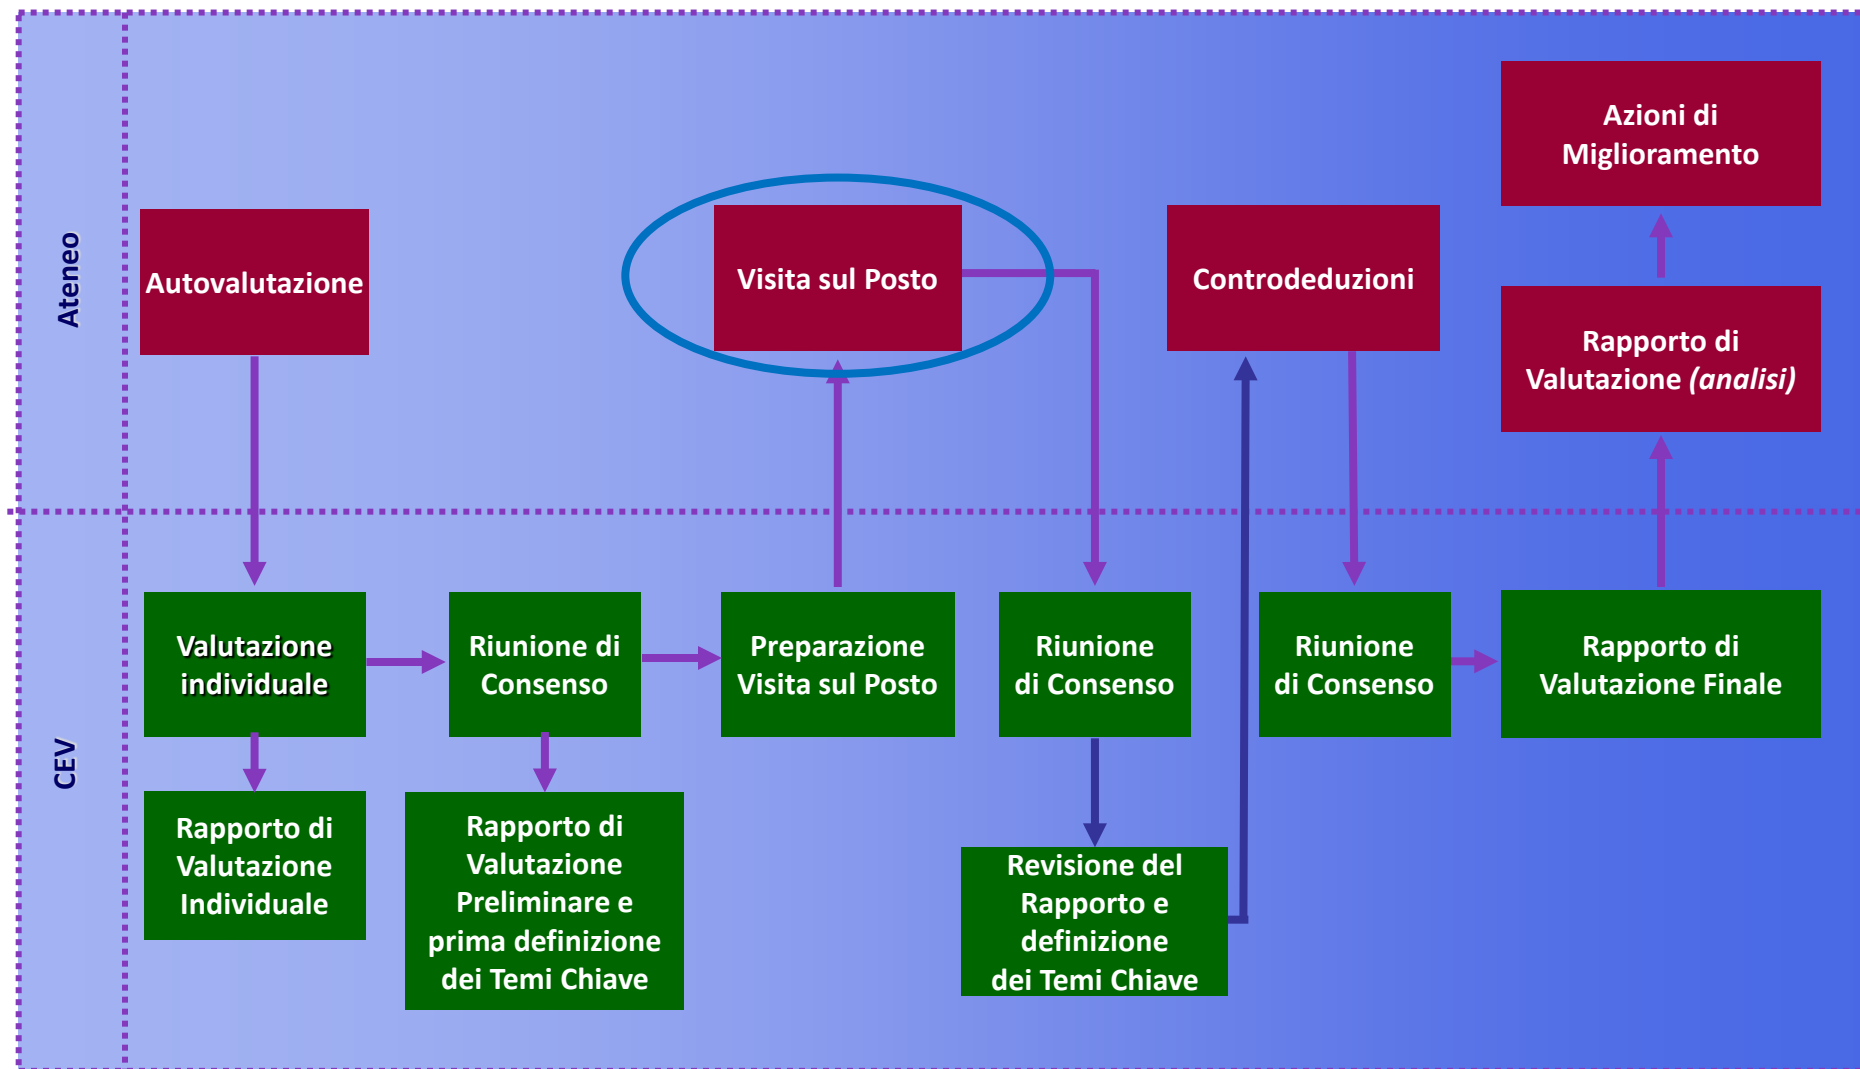 Ateneo
Autovalutazione
Visita sul Posto
Controdeduzioni
Azioni di
Miglioramento
Rapporto di
Valutazione (analisi)
CEV
Valutazione
individuale
Riunione di
Consenso
Preparazione
Visita sul Posto
Riunione
di Consenso
Riunione
di Consenso
Rapporto di
Valutazione Finale
Rapporto di
Valutazione
Individuale
Rapporto di
Valutazione
Preliminare e
prima definizione
dei Temi Chiave
Revisione del
Rapporto e
definizione
dei Temi Chiave